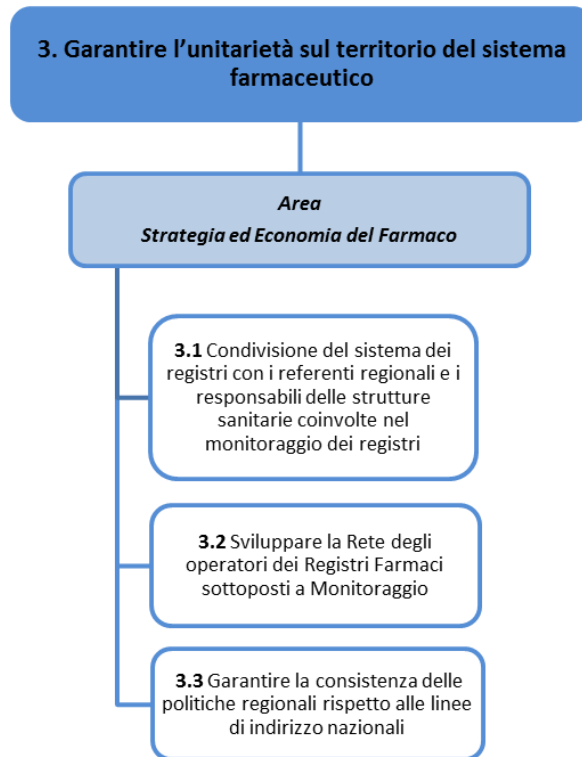 3. Garantire l’unitarietà sul territorio del sistema
farmaceutico
Area
Strategia ed Economia del Farmaco
3.1 Condivisione del sistema dei
registri con i referenti regionali e i
responsabili delle strutture
sanitarie coinvolte nel
monitoraggio dei registri
3.2 Sviluppare la Rete degli
operatori dei Registri Farmaci
sottoposti a Monitoraggio
3.3 Garantire la consistenza delle
politiche regionali rispetto alle linee
di indirizzo nazionali